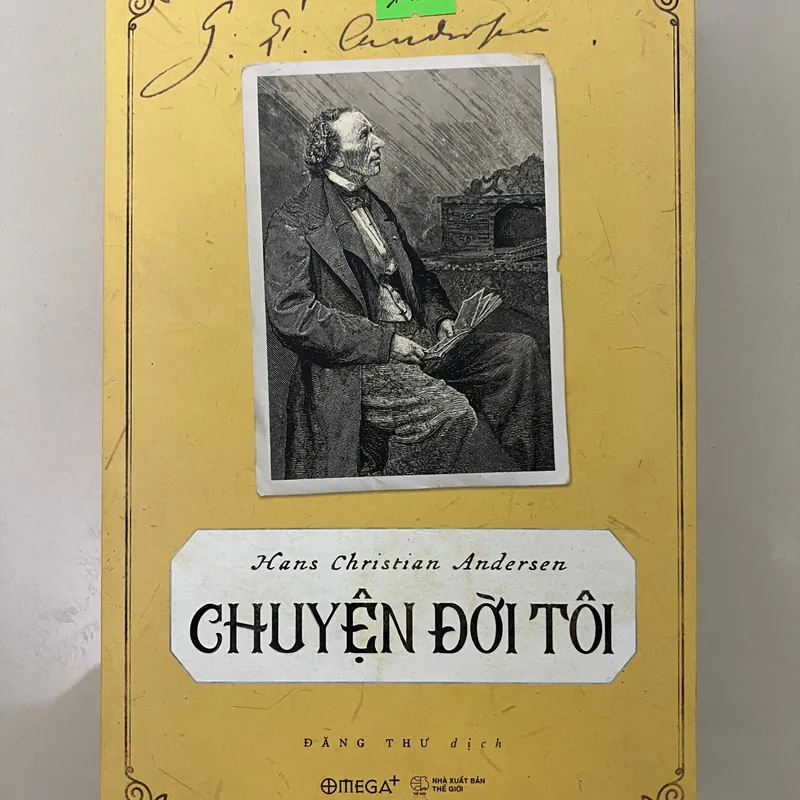 Hans Christian Andersen
CHUYỆN ĐỜI TÔI
ĐĂNG THƯ dịch
OMEGA+
NHÀ XUẤT BẢN
THẾ GIỚI